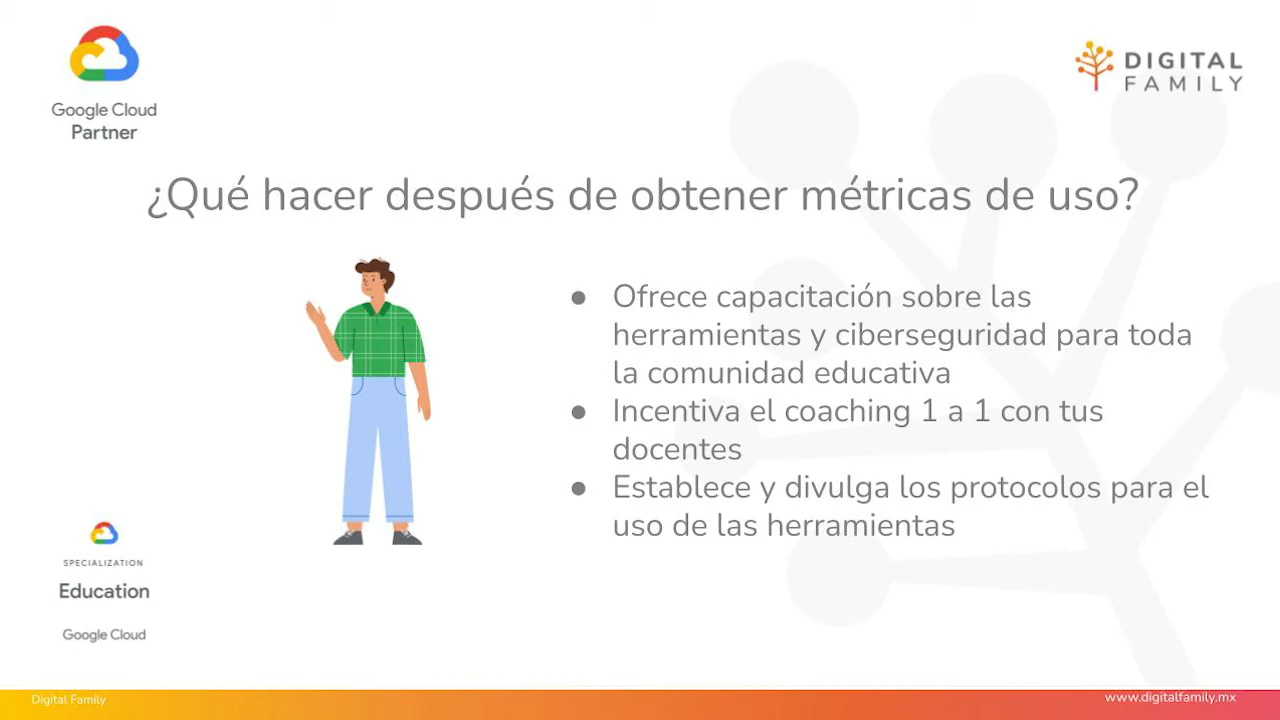 Google Cloud
Partner
DIGITAL
FAMILY
¿Qué hacer después de obtener métricas de uso?
● Ofrece capacitación sobre las
herramientas y ciberseguridad para toda
la comunidad educativa
● Incentiva el coaching 1 a 1 con tus
docentes
● Establece y divulga los protocolos para el
uso de las herramientas
SPECIALIZATION
Education
Google Cloud
Digital Family
www.digitalfamily.mx